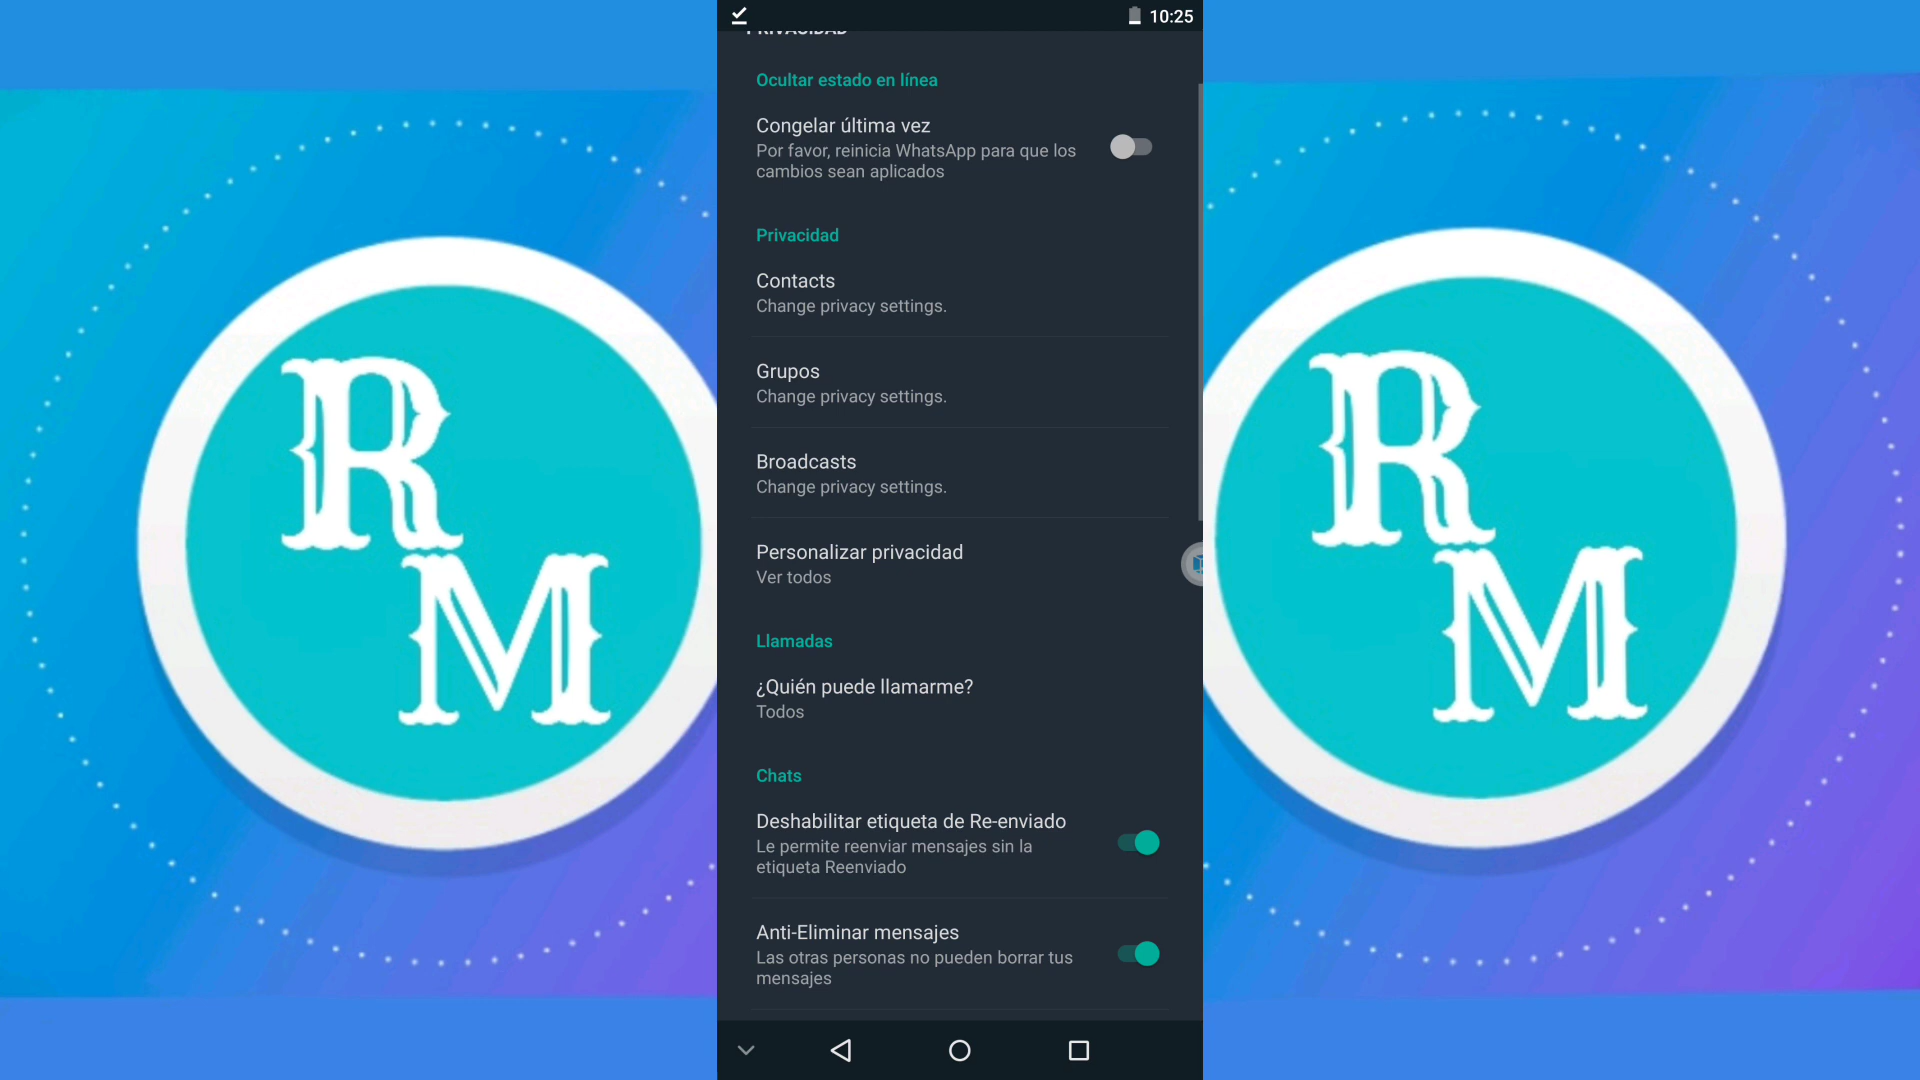 10:25
PRIVACIDAD
Ocultar estado en línea
Congelar última vez
Por favor, reinicia WhatsApp para que los
cambios sean aplicados
Privacidad
Contacts
Change privacy settings.
Grupos
Change privacy settings.
Broadcasts
Change privacy settings.
Personalizar privacidad
Ver todos
Llamadas
¿Quién puede llamarme?
Todos
Chats
Deshabilitar etiqueta de Re-enviado
Le permite reenviar mensajes sin la
etiqueta Reenviado
Anti-Eliminar mensajes
Las otras personas no pueden borrar tus
mensajes
R
M
R
M